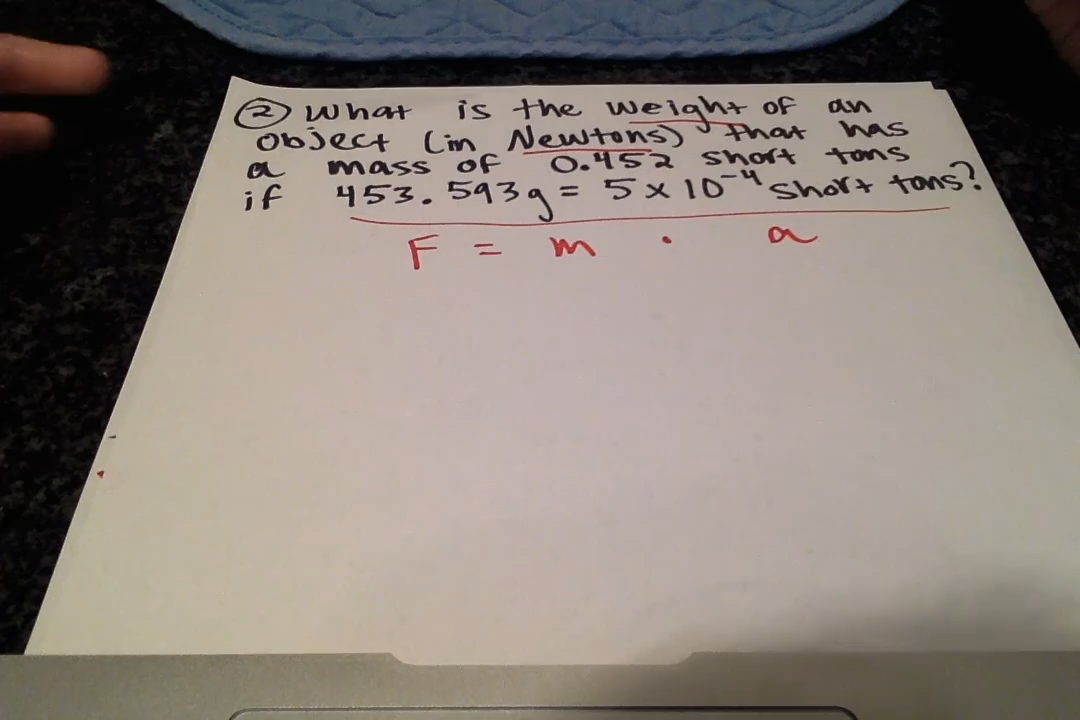 ② What is the weight of an
object (in Newtons) that has
a mass of 0.452 short tons
if 453.593g = 5 x 10⁻⁴ short tons?
F = m · a